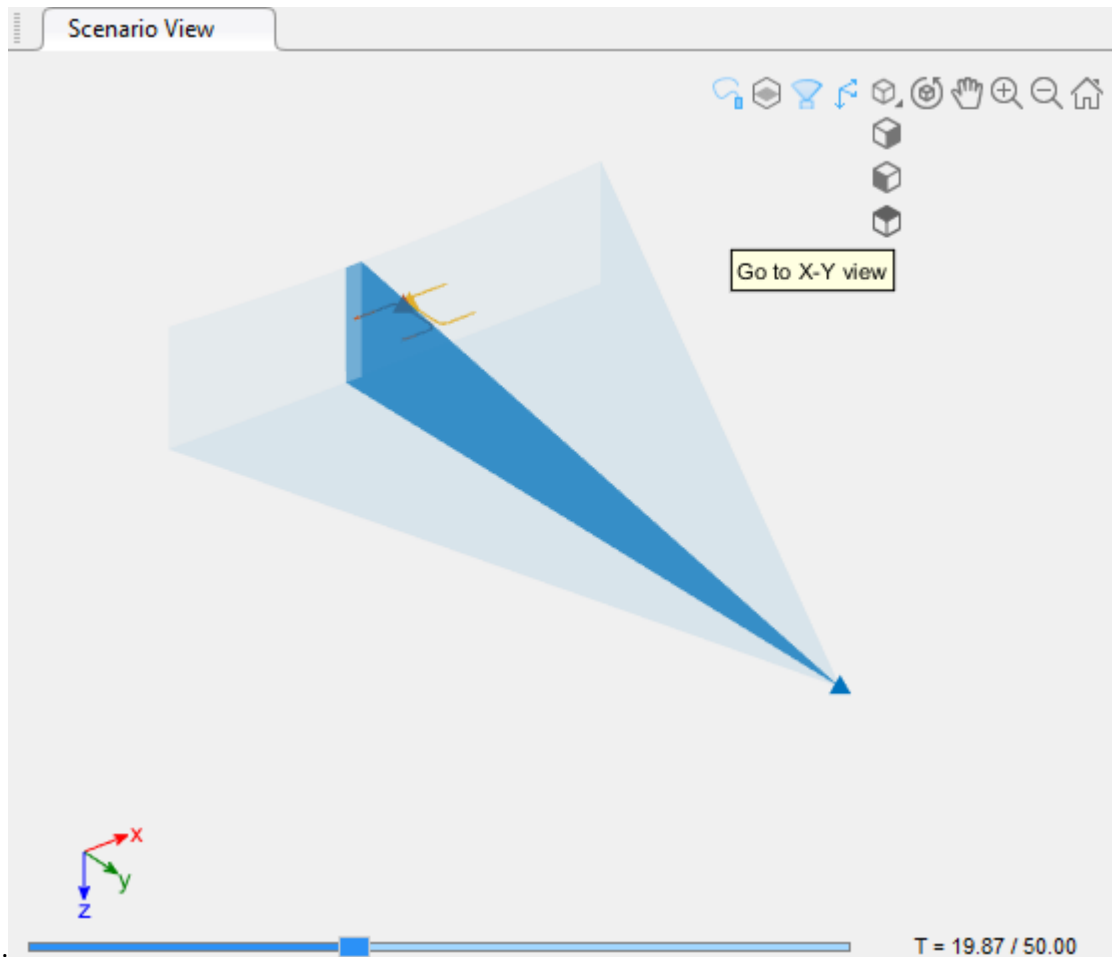 Scenario View
Go to X-Y view
x
y
z
T = 19.87 / 50.00
.